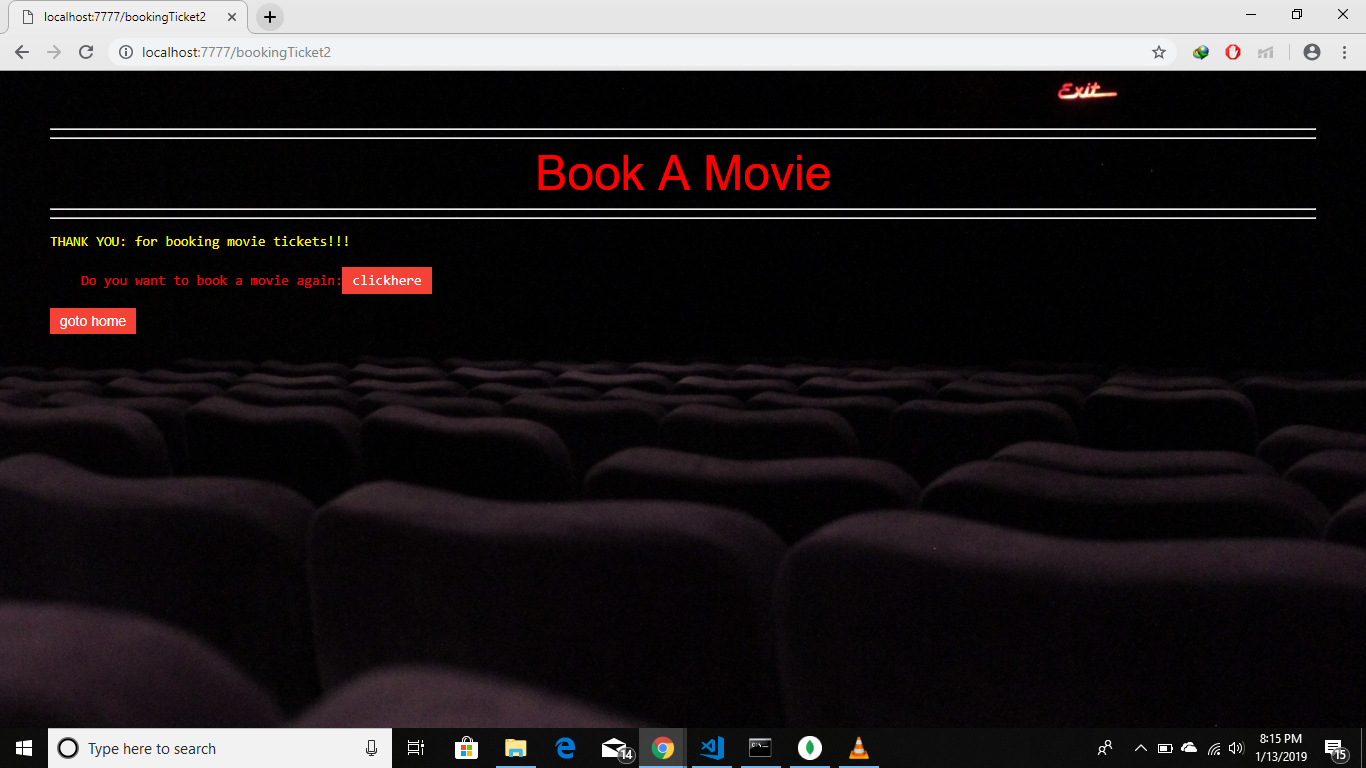 localhost:7777/bookingTicket2
localhost:7777/bookingTicket2
Exit
Book A Movie
THANK YOU: for booking movie tickets!!!
Do you want to book a movie again:clickhere
goto home
Type here to search
14
8:15 PM
1/13/2019
15